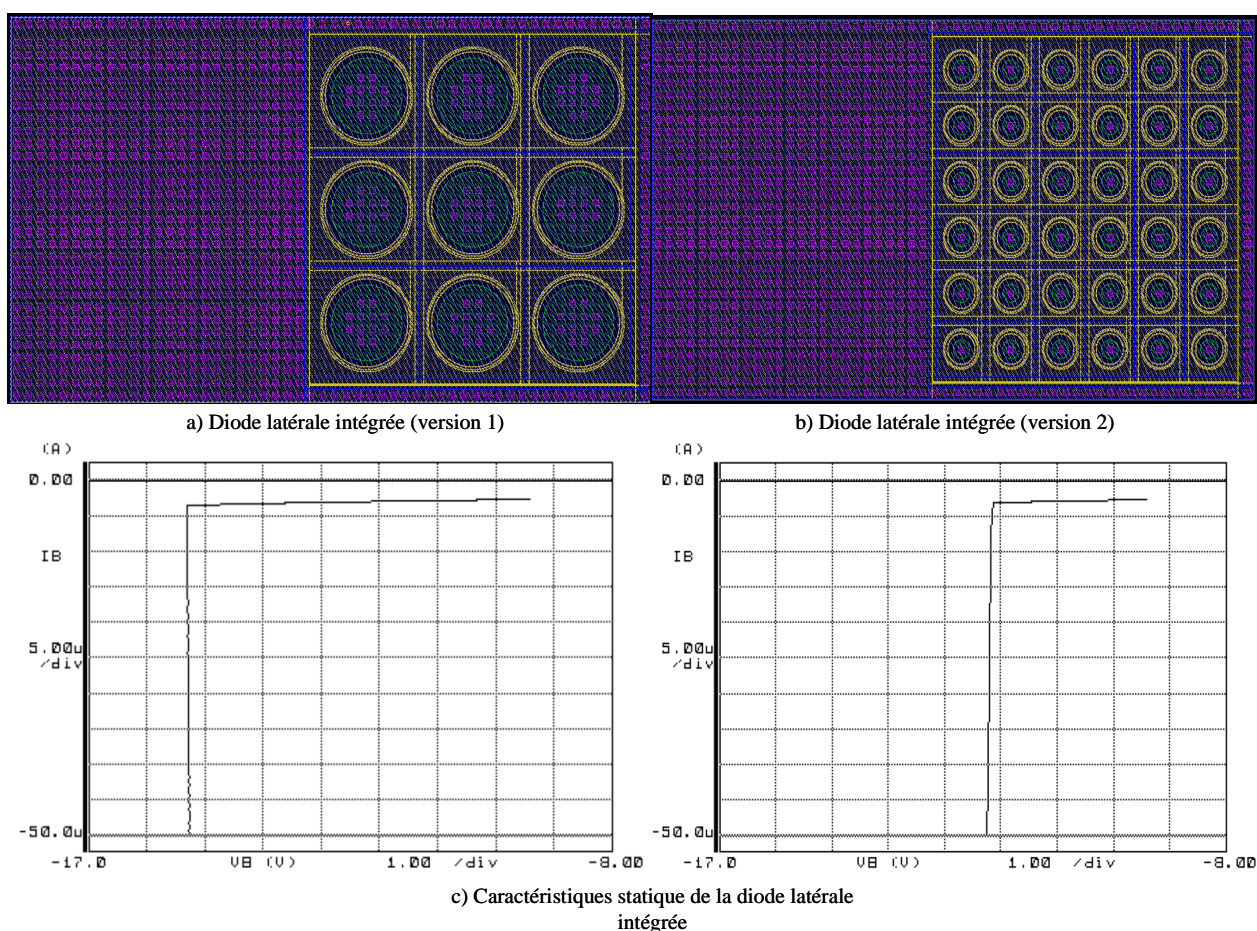 a) Diode latérale intégrée (version 1)
b) Diode latérale intégrée (version 2)
(A)
0.00
IB
5.00u
/div
-50.0u
-17.0
VB (V)
1.00 /div
-8.00
(A)
0.00
IB
5.00u
/div
-50.0u
-17.0
VB (V)
1.00 /div
-8.00
c) Caractéristiques statique de la diode latérale
intégrée